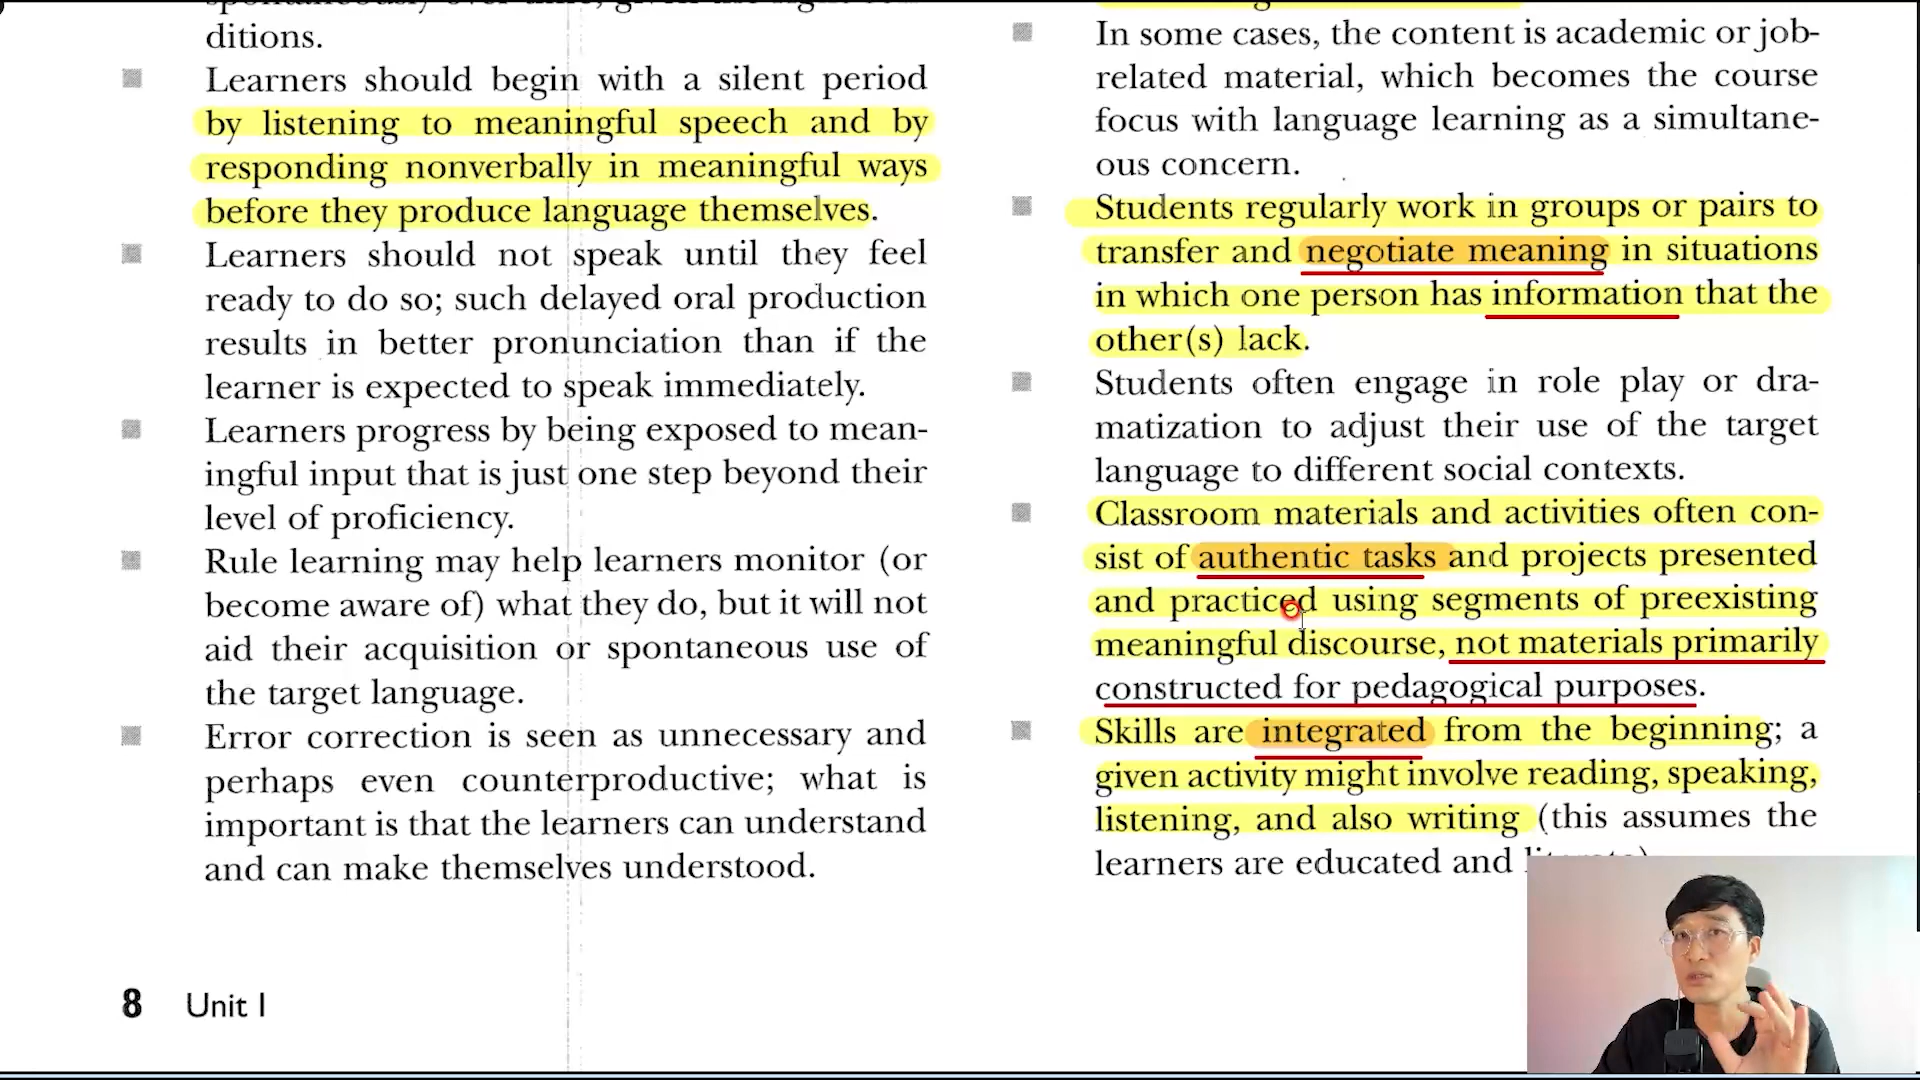 ditions.
Learners should begin with a silent period
by listening to meaningful speech and by
responding nonverbally in meaningful ways
before they produce language themselves.
Learners should not speak until they feel
ready to do so; such delayed oral production
results in better pronunciation than if the
learner is expected to speak immediately.
Learners progress by being exposed to mean-
ingful input that is just one step beyond their
level of proficiency.
Rule learning may help learners monitor (or
become aware of) what they do, but it will not
aid their acquisition or spontaneous use of
the target language.
Error correction is seen as unnecessary and
perhaps even counterproductive; what is
important is that the learners can understand
and can make themselves understood.
In some cases, the content is academic or job-
related material, which becomes the course
focus with language learning as a simultane-
ous concern.
Students regularly work in groups or pairs to
transfer and negotiate meaning in situations
in which one person has information that the
other(s) lack.
Students often engage in role play or dra-
matization to adjust their use of the target
language to different social contexts.
Classroom materials and activities often con-
sist of authentic tasks and projects presented
and practiced using segments of preexisting
meaningful discourse, not materials primarily
constructed for pedagogical purposes.
Skills are integrated from the beginning; a
given activity might involve reading, speaking,
listening, and also writing (this assumes the
learners are educated and
8 Unit I